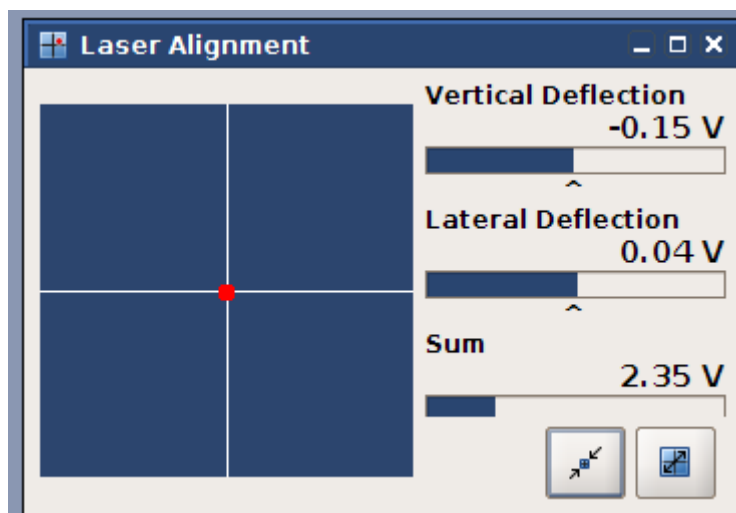 Laser Alignment
Vertical Deflection
-0.15 V
^
Lateral Deflection
0.04 V
^
Sum
2.35 V